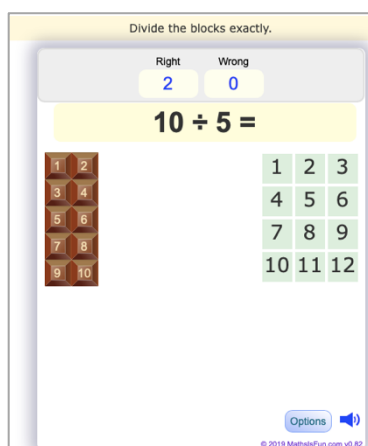 Divide the blocks exactly.
Right Wrong
2 0
10 ÷ 5 =
1 2
3 4
5 6
7 8
9 10
1 2 3
4 5 6
7 8 9
10 11 12
Options
© 2019 MathsIsFun.com v0.82